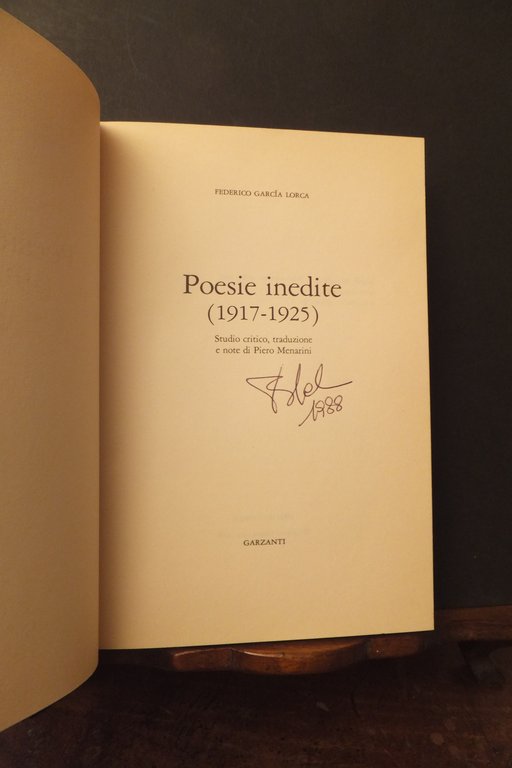 FEDERICO GARCÍA LORCA
Poesie inedite
(1917-1925)
Studio critico, traduzione
e note di Piero Menarini
1988
GARZANTI